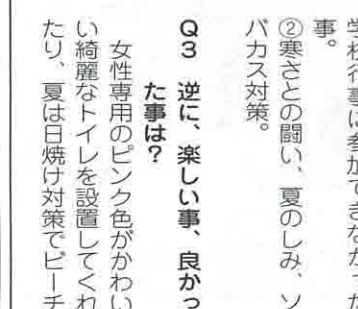 学校行事に参加できなかった
事。
②寒さとの闘い、夏のしみ、ソ
バカス対策。
Q3 逆に、楽しい事、良かっ
た事は？
女性専用のピンク色がかわい
い綺麗なトイレを設置してくれ
たり、夏は日焼け対策でビーチ